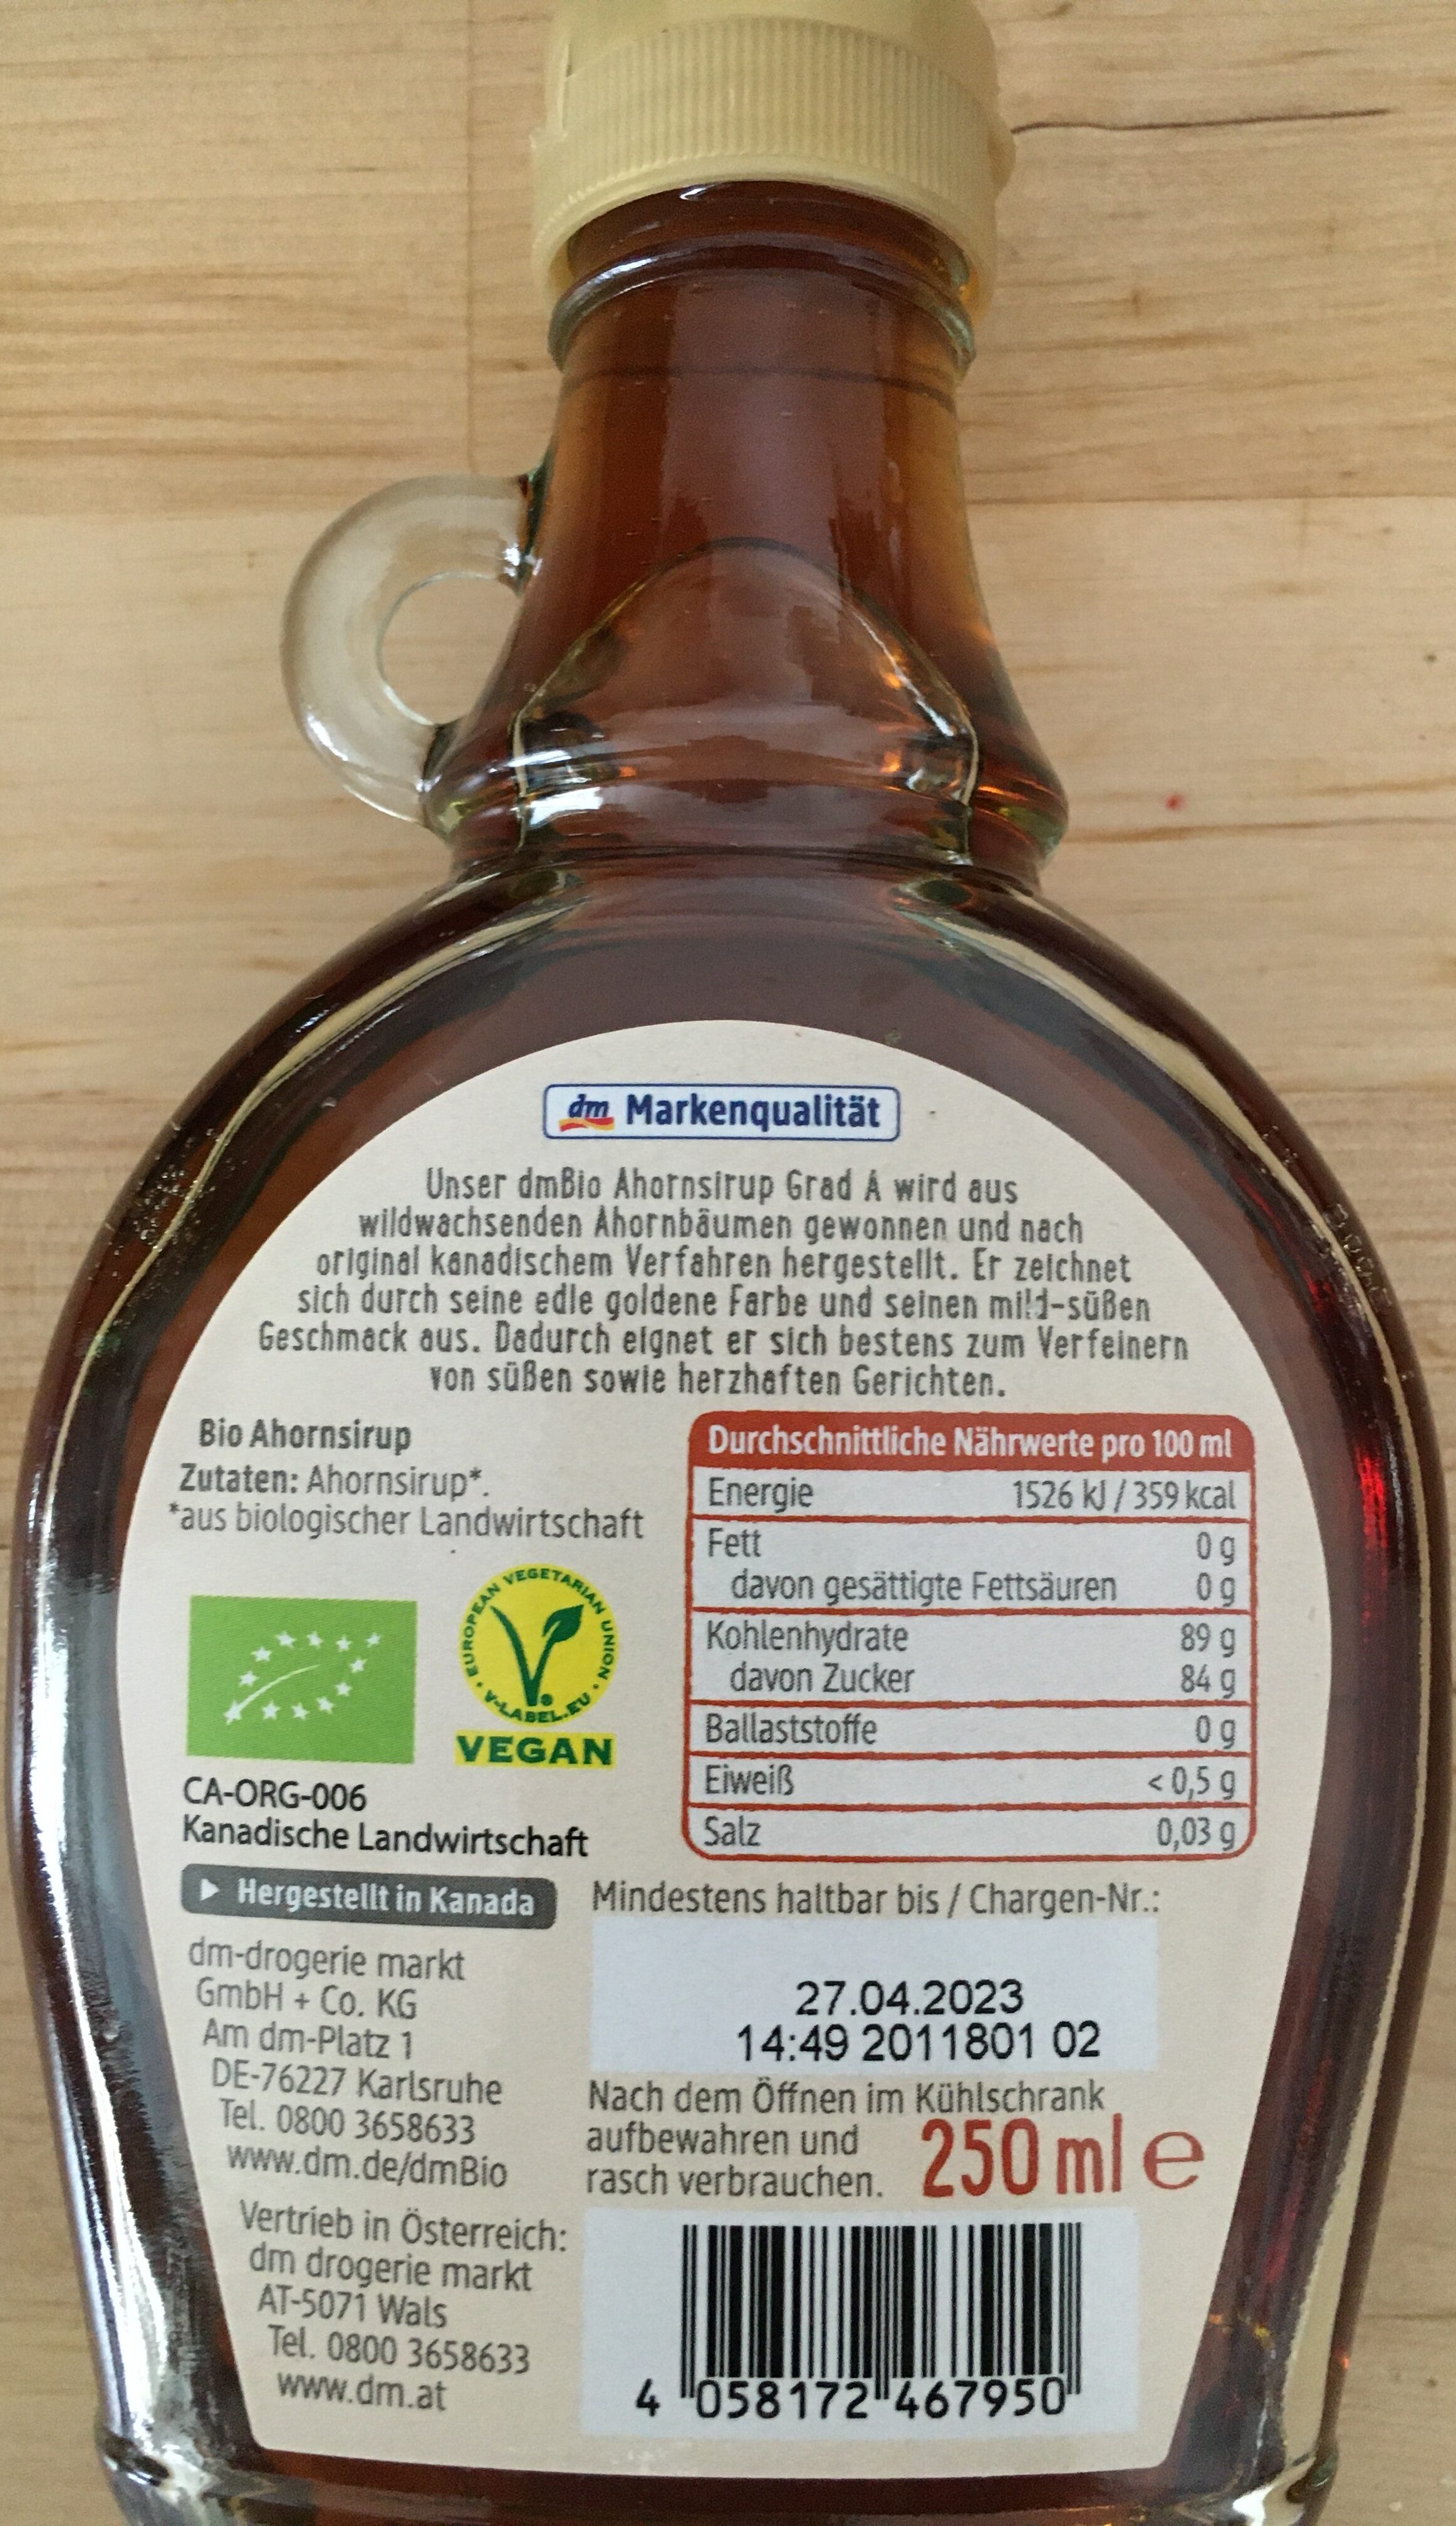 dm Markenqualität
Unser dmBio Ahornsirup Grad A wird aus
wildwachsenden Ahornbäumen gewonnen und nach
original kanadischem Verfahren hergestellt. Er zeichnet
sich durch seine edle goldene Farbe und seinen mild-süßen
Geschmack aus. Dadurch eignet er sich bestens zum Verfeinern
von süßen sowie herzhaften Gerichten.
Bio Ahornsirup
Zutaten: Ahornsirup*.
*aus biologischer Landwirtschaft
EUROPEAN VEGETARIAN UNION
V-LABEL.EU
VEGAN
CA-ORG-006
Kanadische Landwirtschaft
Hergestellt in Kanada
dm-drogerie markt
GmbH + Co. KG
Am dm-Platz 1
DE-76227 Karlsruhe
Tel. 0800 3658633
www.dm.de/dmBio
Vertrieb in Österreich:
dm drogerie markt
AT-5071 Wals
Tel. 0800 3658633
www.dm.at
Durchschnittliche Nährwerte pro 100 ml
Energie 1526 kJ / 359 kcal
Fett 0 g
davon gesättigte Fettsäuren 0 g
Kohlenhydrate 89 g
davon Zucker 84 g
Ballaststoffe 0 g
Eiweiß < 0,5 g
Salz 0,03 g
Mindestens haltbar bis / Chargen-Nr.:
27.04.2023
14:49 2011801 02
Nach dem Öffnen im Kühlschrank
aufbewahren und
rasch verbrauchen.
250 ml e
4 058172 467950